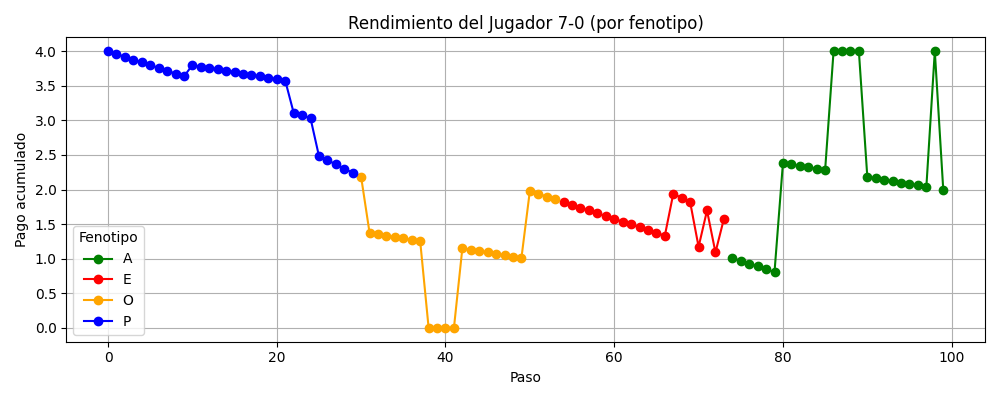 Rendimiento del Jugador 7-0 (por fenotipo)
Pago acumulado
4.0
3.5
3.0
2.5
2.0
1.5
1.0
0.5
0.0
Fenotipo
A
E
O
P
0 20 40 60 80 100
Paso